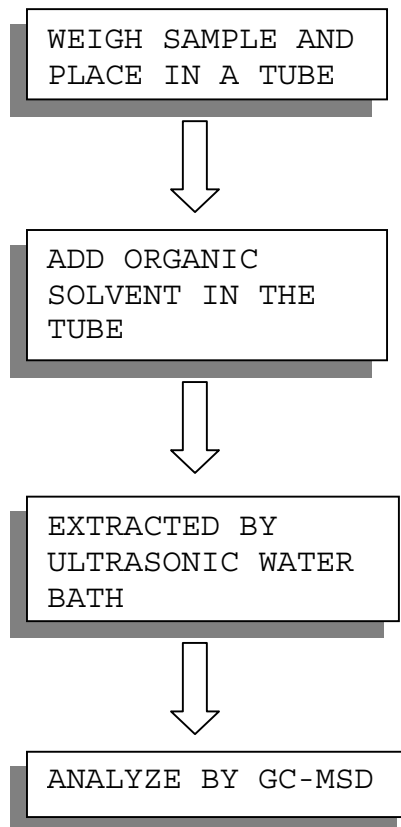 WEIGH SAMPLE AND
PLACE IN A TUBE
ADD ORGANIC
SOLVENT IN THE
TUBE
EXTRACTED BY
ULTRASONIC WATER
BATH
ANALYZE BY GC-MSD